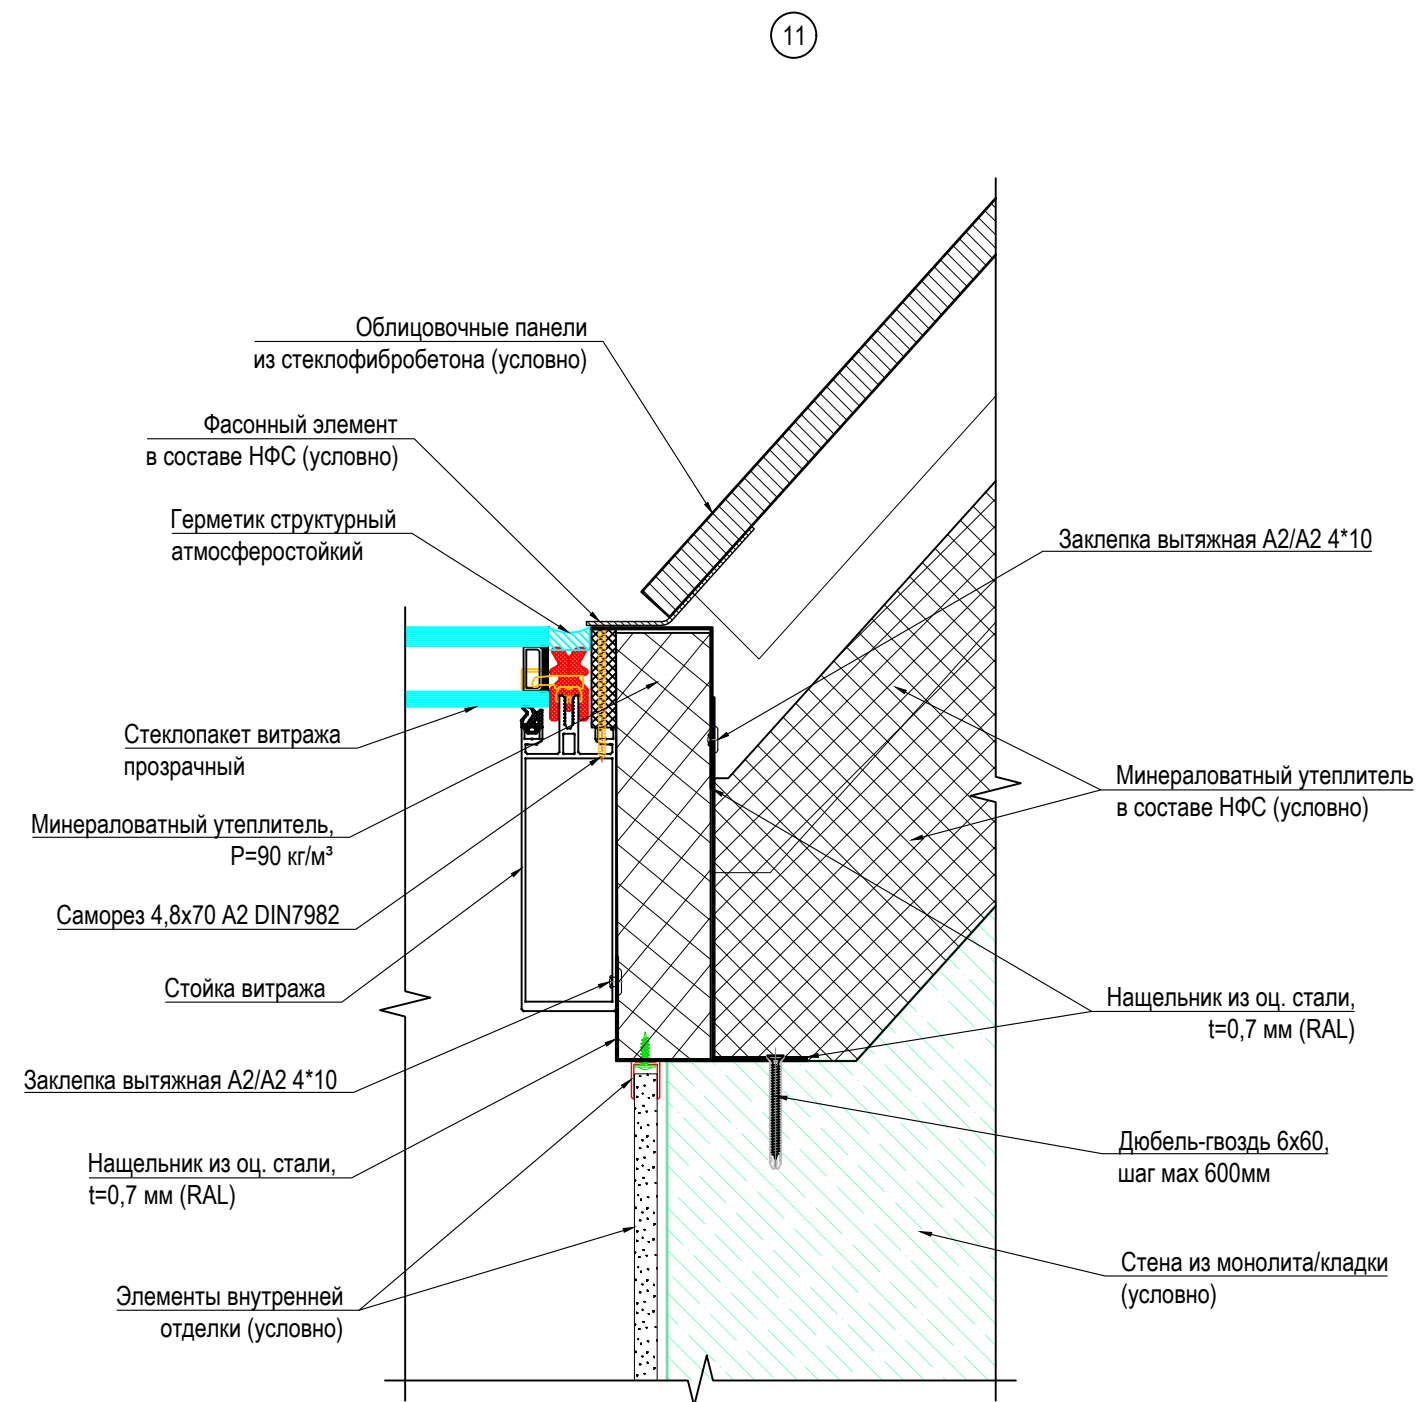 11
Облицовочные панели
из стеклофибробетона (условно)
Фасонный элемент
в составе НФС (условно)
Герметик структурный
атмосферостойкий
Заклепка вытяжная А2/А2 4*10
Стеклопакет витража
прозрачный
Минераловатный утеплитель
в составе НФС (условно)
Минераловатный утеплитель,
Р=90 кг/м³
Саморез 4,8х70 А2 DIN7982
Стойка витража
Нащельник из оц. стали,
t=0,7 мм (RAL)
Заклепка вытяжная А2/А2 4*10
Дюбель-гвоздь 6х60,
шаг мах 600мм
Нащельник из оц. стали,
t=0,7 мм (RAL)
Стена из монолита/кладки
(условно)
Элементы внутренней
отделки (условно)